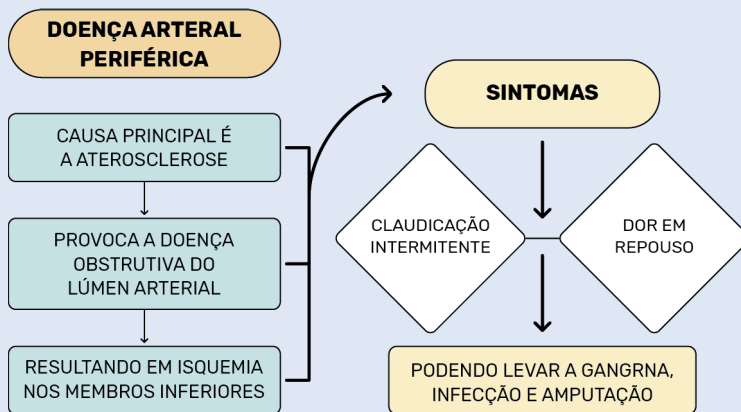 DOENÇA ARTERAL
PERIFÉRICA
CAUSA PRINCIPAL É
A ATEROSCLEROSE
PROVOCA A DOENÇA
OBSTRUTIVA DO
LÚMEN ARTERIAL
RESULTANDO EM ISQUEMIA
NOS MEMBROS INFERIORES
SINTOMAS
CLAUDICAÇÃO
INTERMITENTE
DOR EM
REPOUSO
PODENDO LEVAR A GANGRNA,
INFECÇÃO E AMPUTAÇÃO